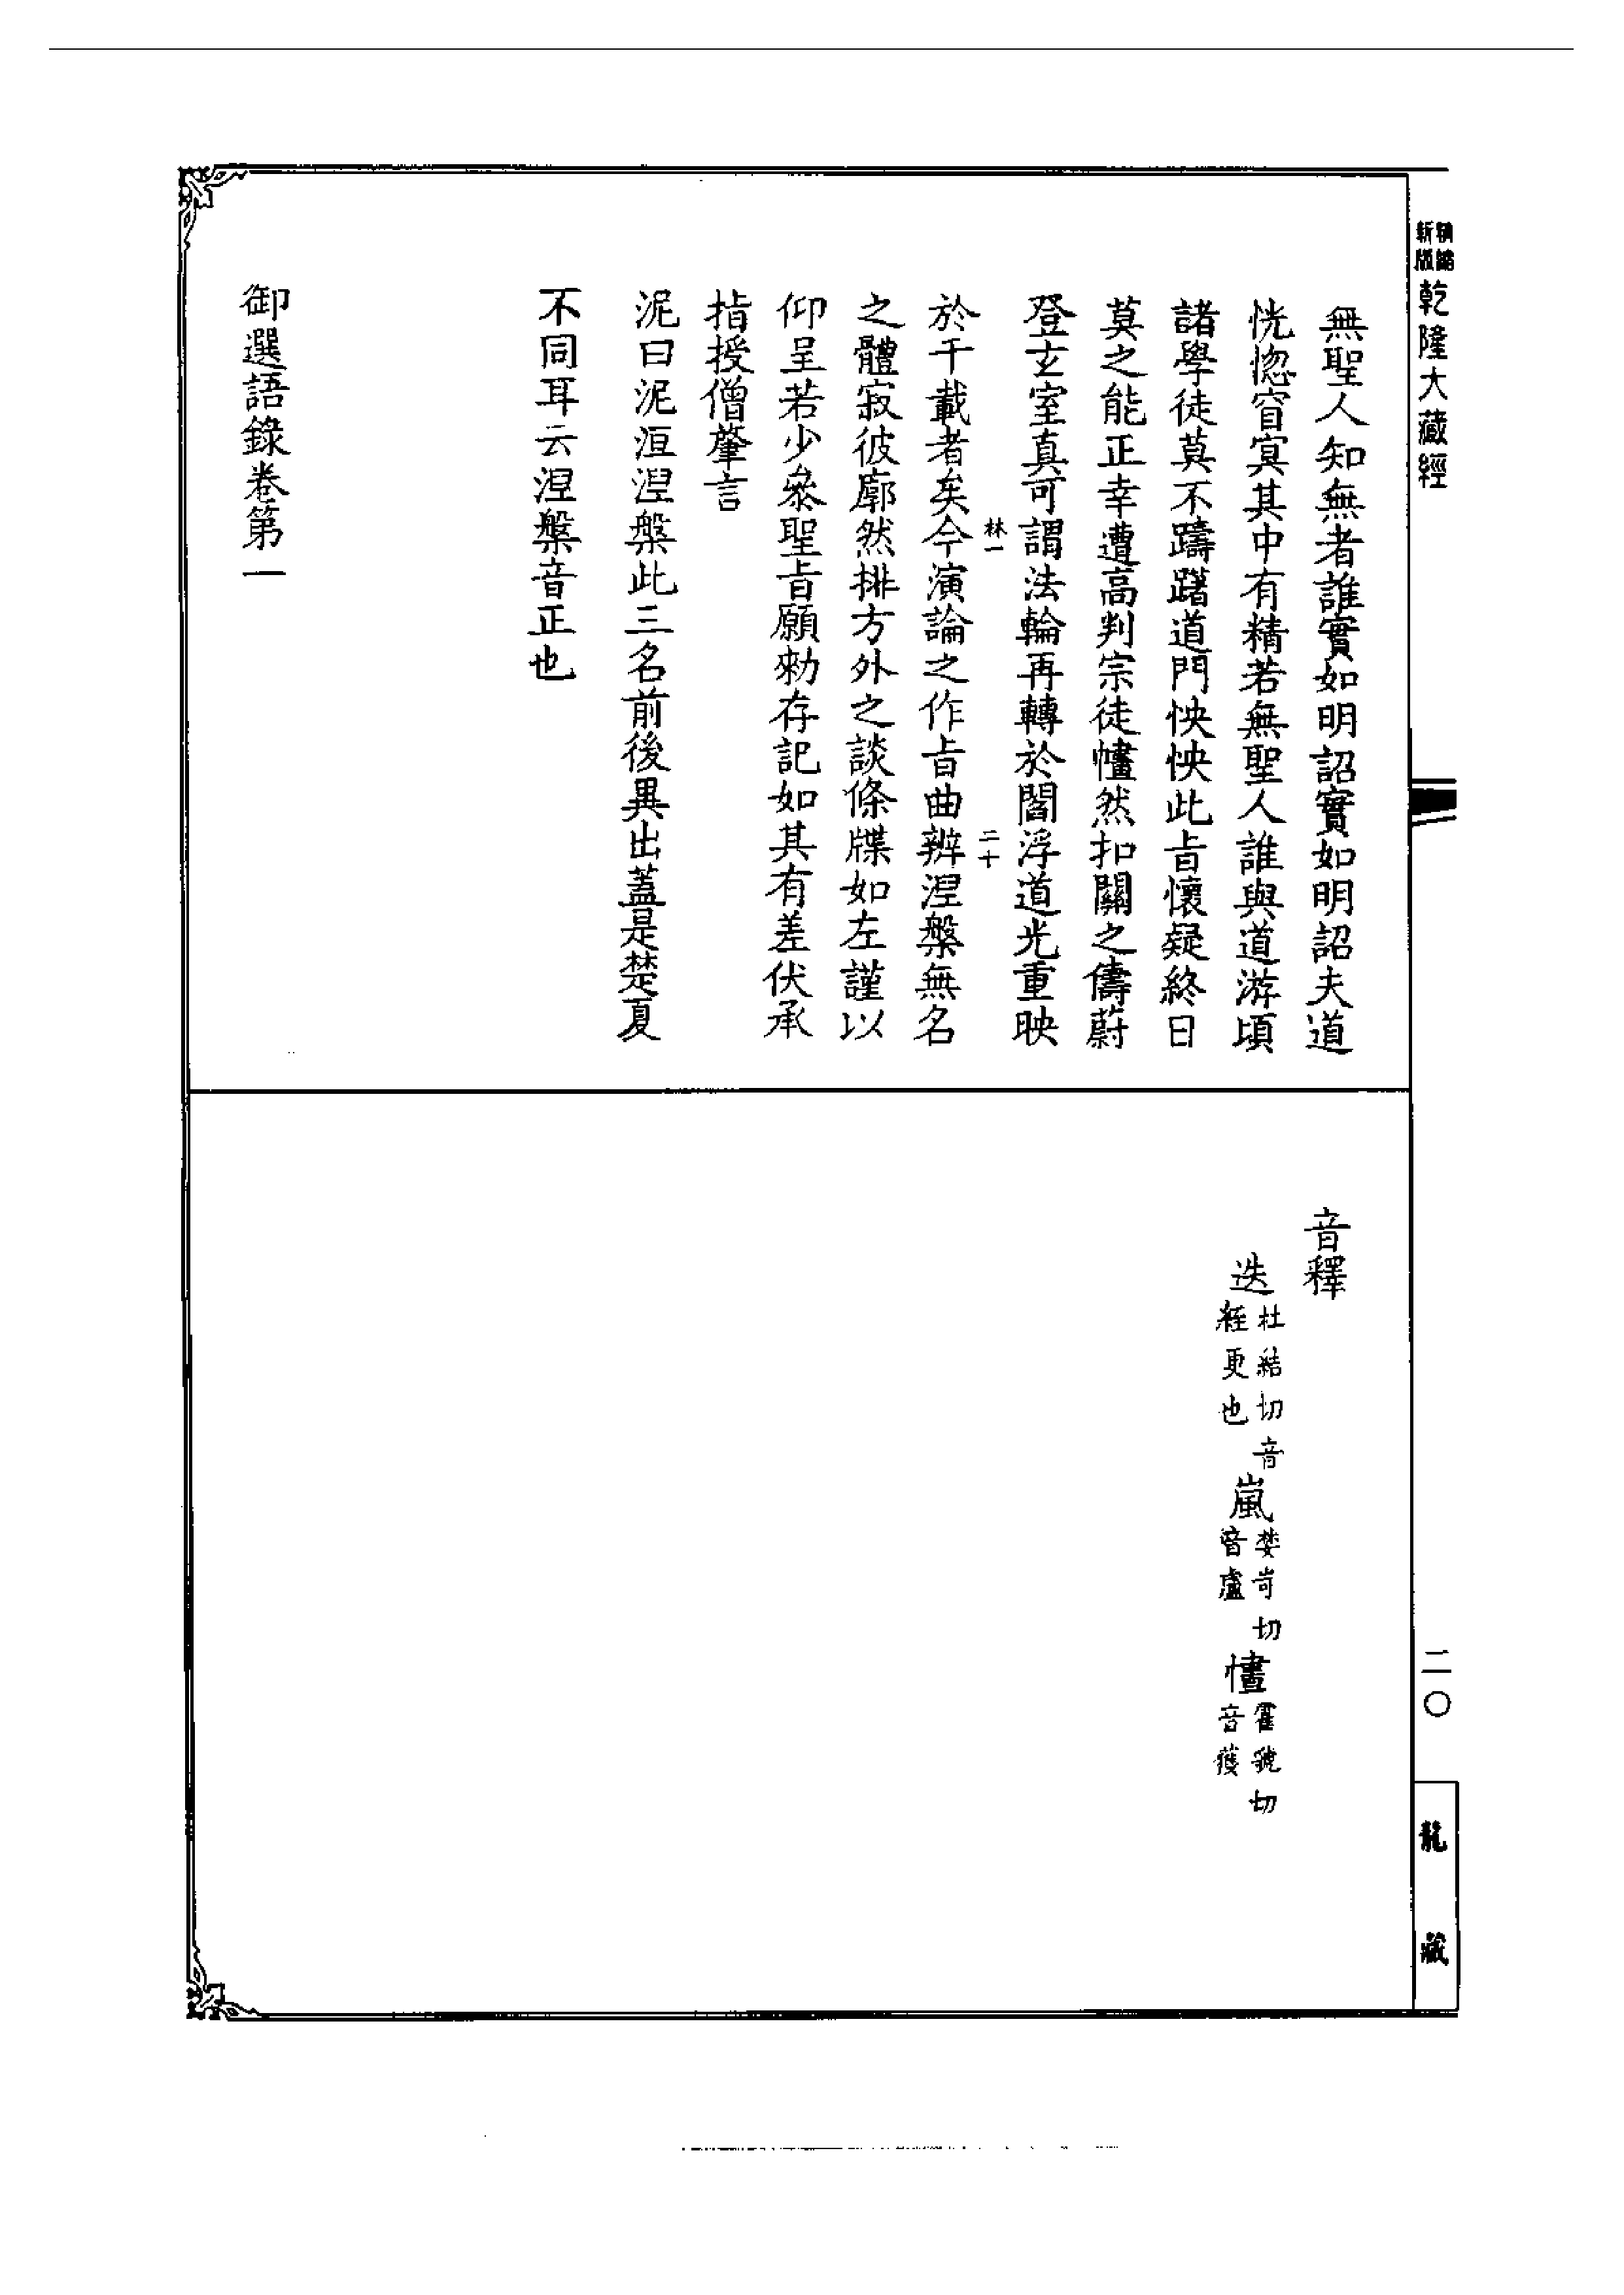 新版 精縮
乾隆大藏經
無聖人知無者誰實如明詔實如明詔夫道
恍惚窅冥其中有精若無聖人誰與道游頃
諸學徒莫不躊躇道門怏怏此旨懷疑終日
莫之能正幸遭高判宗徒㦎然扣關之儔蔚
登玄室真可謂法輪再轉於閻浮道光重映
林一
二十
於千載者矣今演論之作旨曲辨涅槃無名
之體寂彼廓然排方外之談條牒如左謹以
仰呈若少叅聖旨願勑存記如其有差伏承
指授僧肇言
泥曰泥洹涅槃此三名前後異出蓋是楚夏
不同耳云涅槃音正也
御選語錄卷第一
音釋
迭 杜結切音絰更也 嵐 婪岢切音盧 㦎 霍虢切音獲
二〇
龍藏